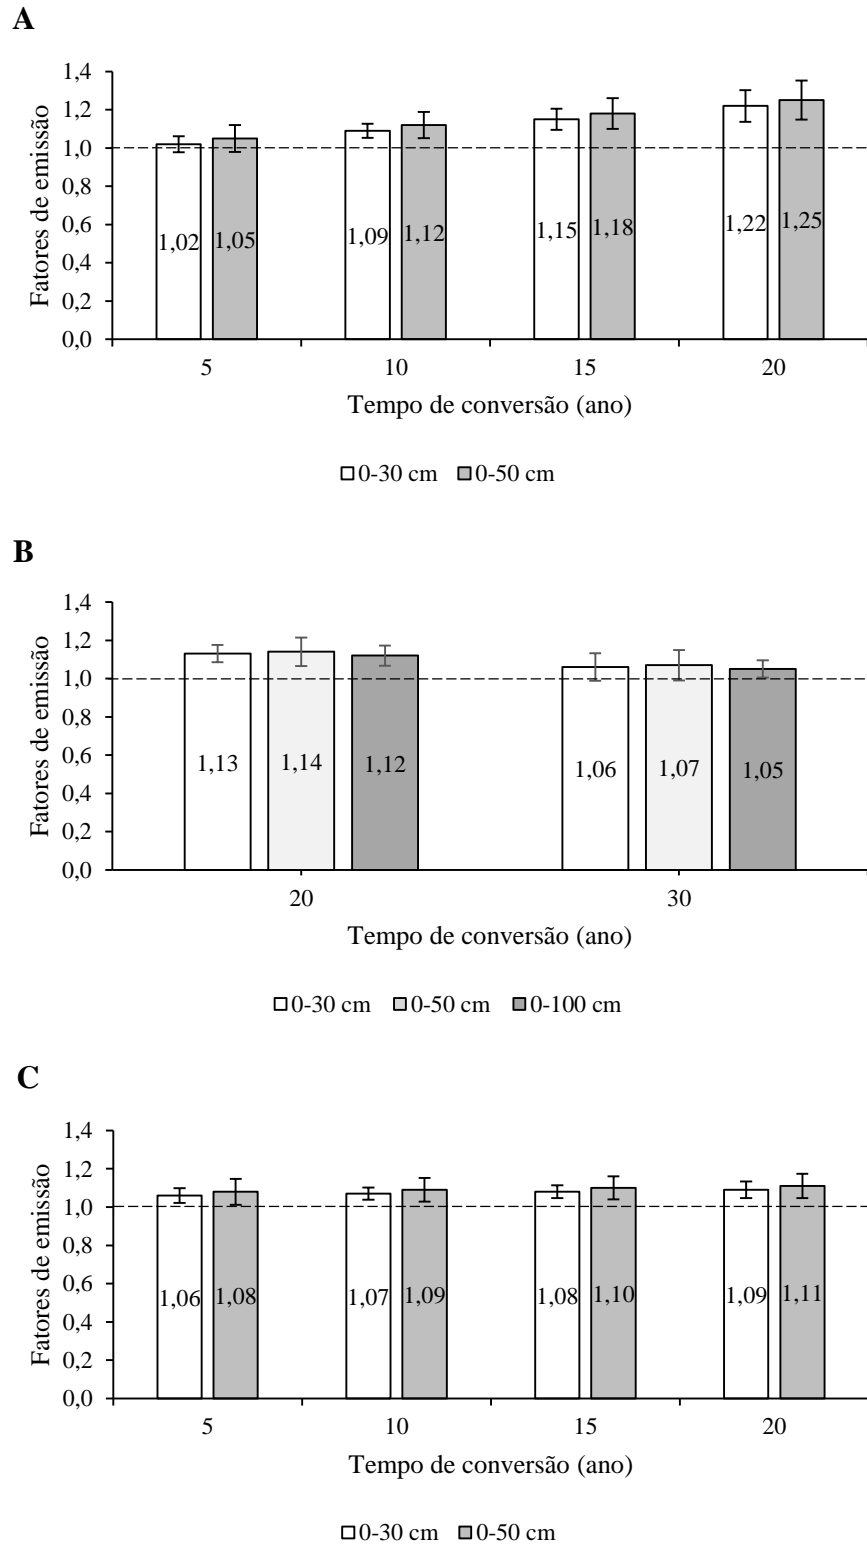 A
Fatores de emissão
1,4
1,2
1,0
0,8
0,6
0,4
0,2
0,0
1,02 1,05 1,09 1,12 1,15 1,18 1,22 1,25
5 10 15 20
Tempo de conversão (ano)
0-30 cm 0-50 cm
B
Fatores de emissão
1,4
1,2
1,0
0,8
0,6
0,4
0,2
0,0
1,13 1,14 1,12 1,06 1,07 1,05
20 30
Tempo de conversão (ano)
0-30 cm 0-50 cm 0-100 cm
C
Fatores de emissão
1,4
1,2
1,0
0,8
0,6
0,4
0,2
0,0
1,06 1,08 1,07 1,09 1,08 1,10 1,09 1,11
5 10 15 20
Tempo de conversão (ano)
0-30 cm 0-50 cm